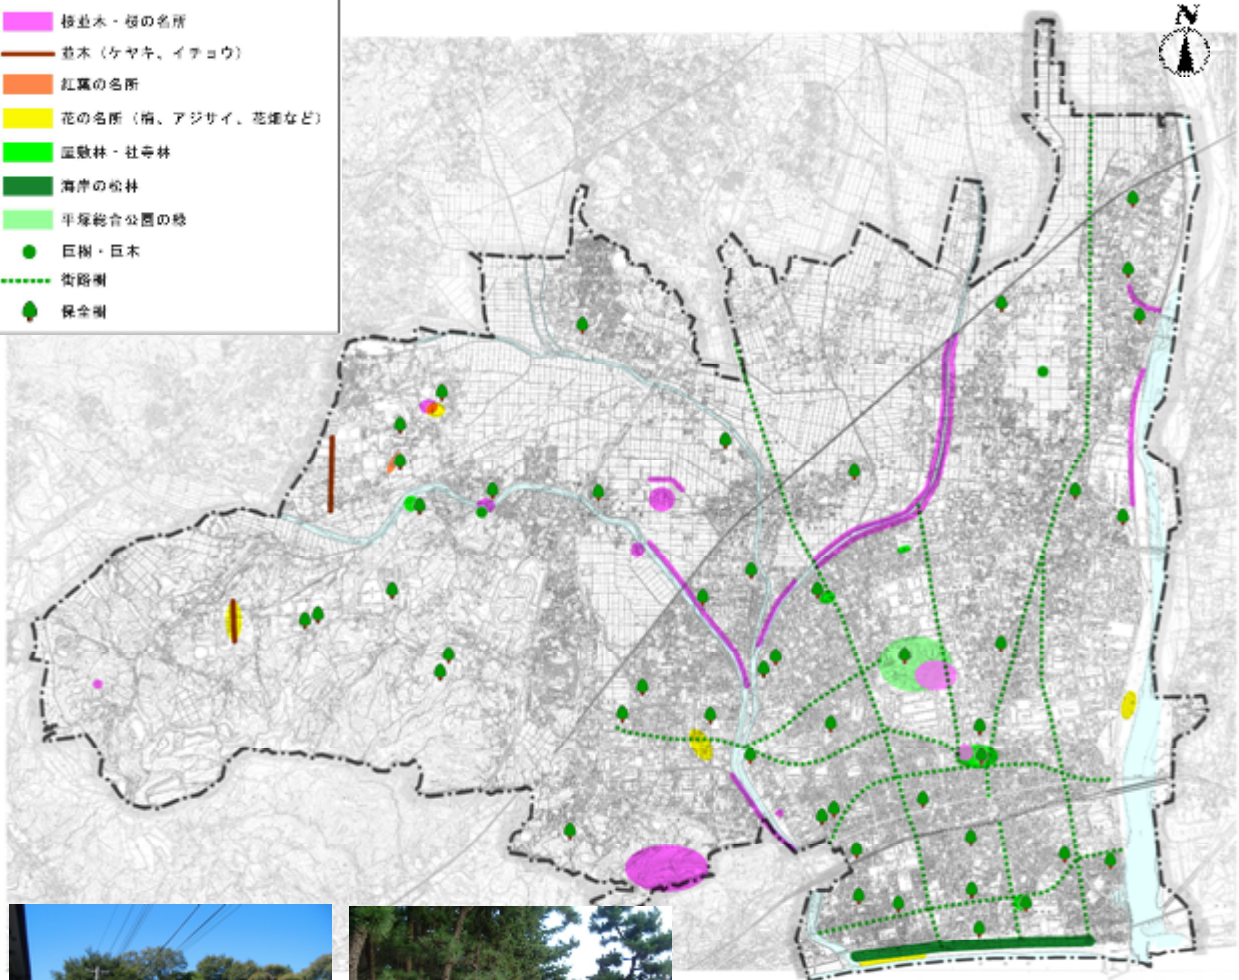 桜並木・桜の名所
並木（ケヤキ、イチョウ）
紅葉の名所
花の名所（梅、アジサイ、花畑など）
屋敷林・社寺林
海岸の松林
平塚総合公園の緑
巨樹・巨木
街路樹
保全樹
N